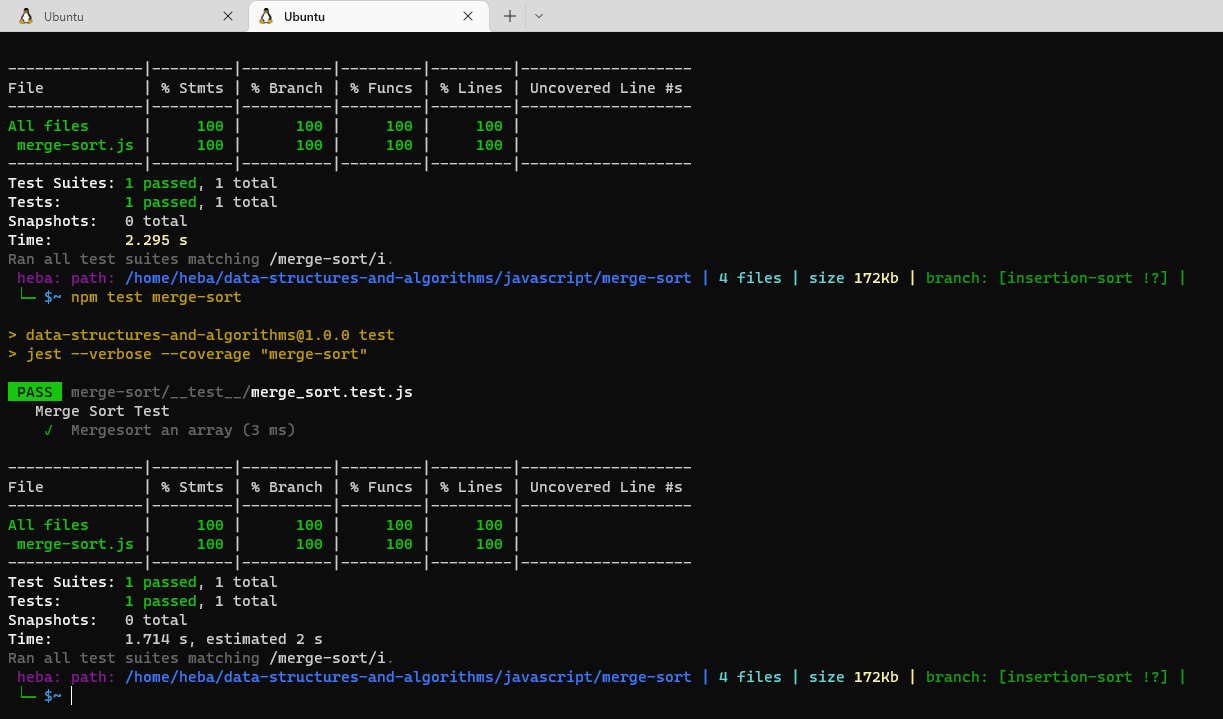 Ubuntu
Ubuntu
---------------|---------|----------|---------|---------|-------------------
File           | % Stmts | % Branch | % Funcs | % Lines | Uncovered Line #s
---------------|---------|----------|---------|---------|-------------------
All files      |     100 |      100 |     100 |     100 |
 merge-sort.js |     100 |      100 |     100 |     100 |
---------------|---------|----------|---------|---------|-------------------
Test Suites: 1 passed, 1 total
Tests:       1 passed, 1 total
Snapshots:   0 total
Time:        2.295 s
Ran all test suites matching /merge-sort/i.
 heba: path: /home/heba/data-structures-and-algorithms/javascript/merge-sort | 4 files | size 172Kb | branch: [insertion-sort !?] |
 └─ $~ npm test merge-sort
> data-structures-and-algorithms@1.0.0 test
> jest --verbose --coverage "merge-sort"
PASS merge-sort/__test__/merge_sort.test.js
   Merge Sort Test
    √  Mergesort an array (3 ms)
---------------|---------|----------|---------|---------|-------------------
File           | % Stmts | % Branch | % Funcs | % Lines | Uncovered Line #s
---------------|---------|----------|---------|---------|-------------------
All files      |     100 |      100 |     100 |     100 |
 merge-sort.js |     100 |      100 |     100 |     100 |
---------------|---------|----------|---------|---------|-------------------
Test Suites: 1 passed, 1 total
Tests:       1 passed, 1 total
Snapshots:   0 total
Time:        1.714 s, estimated 2 s
Ran all test suites matching /merge-sort/i.
 heba: path: /home/heba/data-structures-and-algorithms/javascript/merge-sort | 4 files | size 172Kb | branch: [insertion-sort !?] |
 └─ $~